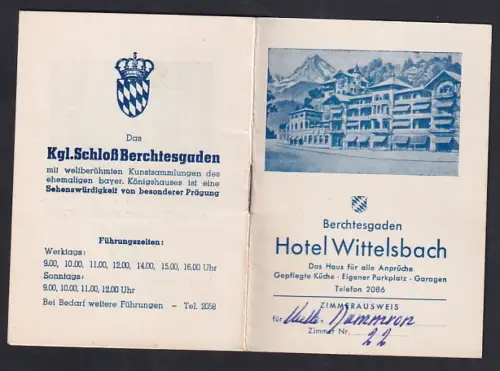 Das
Kgl. Schloß Berchtesgaden
mit weltberühmten Kunstsammlungen des
ehemaligen bayer. Königshauses ist eine
Sehenswürdigkeit von besonderer Prägung
Führungszeiten:
Werktags:
9.00, 10.00, 11.00, 12.00, 14.00, 15.00, 16.00 Uhr
Sonntags:
9.00, 10.00, 11.00, 12.00 Uhr
Bei Bedarf weitere Führungen - Tel. 2058
Berchtesgaden
Hotel Wittelsbach
Das Haus für alle Ansprüche
Gepflegte Küche · Eigener Parkplatz · Garagen
Telefon 2086
ZIMMERAUSWEIS
für
Zimmer Nr. 22